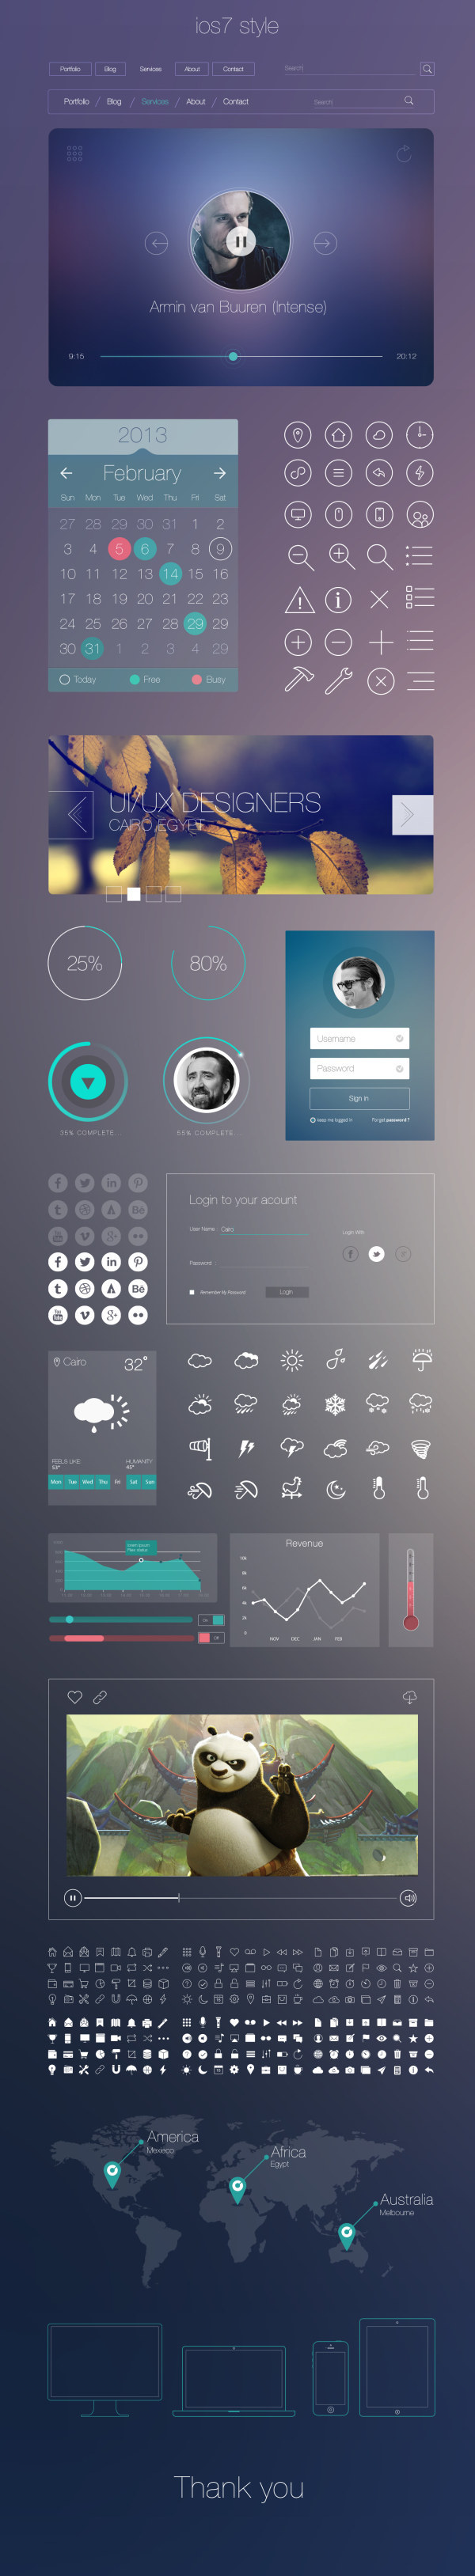 ios7 style
Portfolio Blog Services About Contact Search
Portfolio / Blog / Services / About / Contact Search
Armin van Buuren (Intense)
9:15 20:12
2013
February
Sun Mon Tue Wed Thu Fri Sat
27 28 29 30 31 1 2
3 4 5 6 7 8 9
10 11 12 13 14 15 16
17 18 19 20 21 22 23
24 25 26 27 28 29 29
30 31 1 2 3 4 29
Today Free Busy
UI/UX DESIGNERS
CAIRO /EGYPT
25% 80%
Username
Password
Sign in
keep me logged in Forgot password ?
35% COMPLETE... 55% COMPLETE...
Login to your acount
User Name : Cairo
Login With
Password :
Remember My Password Login
Cairo 32°
FEELS LIKE: HUMANITY
53° 45°
Mon Tue Wed Thu Fri Sat Sun
Revenue
NOV DEC JAN FEB
On
Off
America
Mexeco
Africa
Egypt
Australia
Melbourne
Thank you